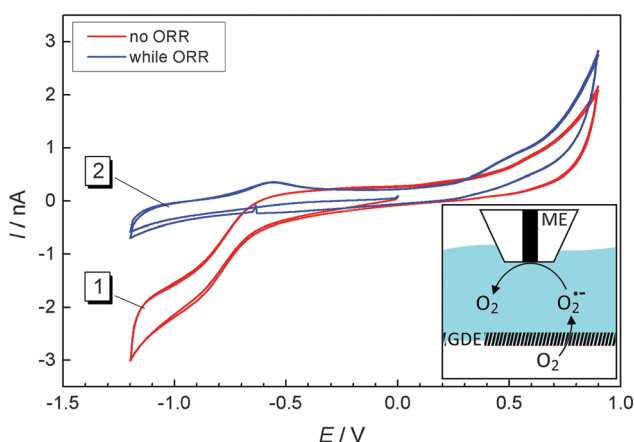 no ORR
while ORR
3
2
1
0
-1
-2
-3
I / nA
2
1
-1.5
-1.0
-0.5
0.0
0.5
1.0
E / V
ME
O₂ O₂•-
GDE
O₂